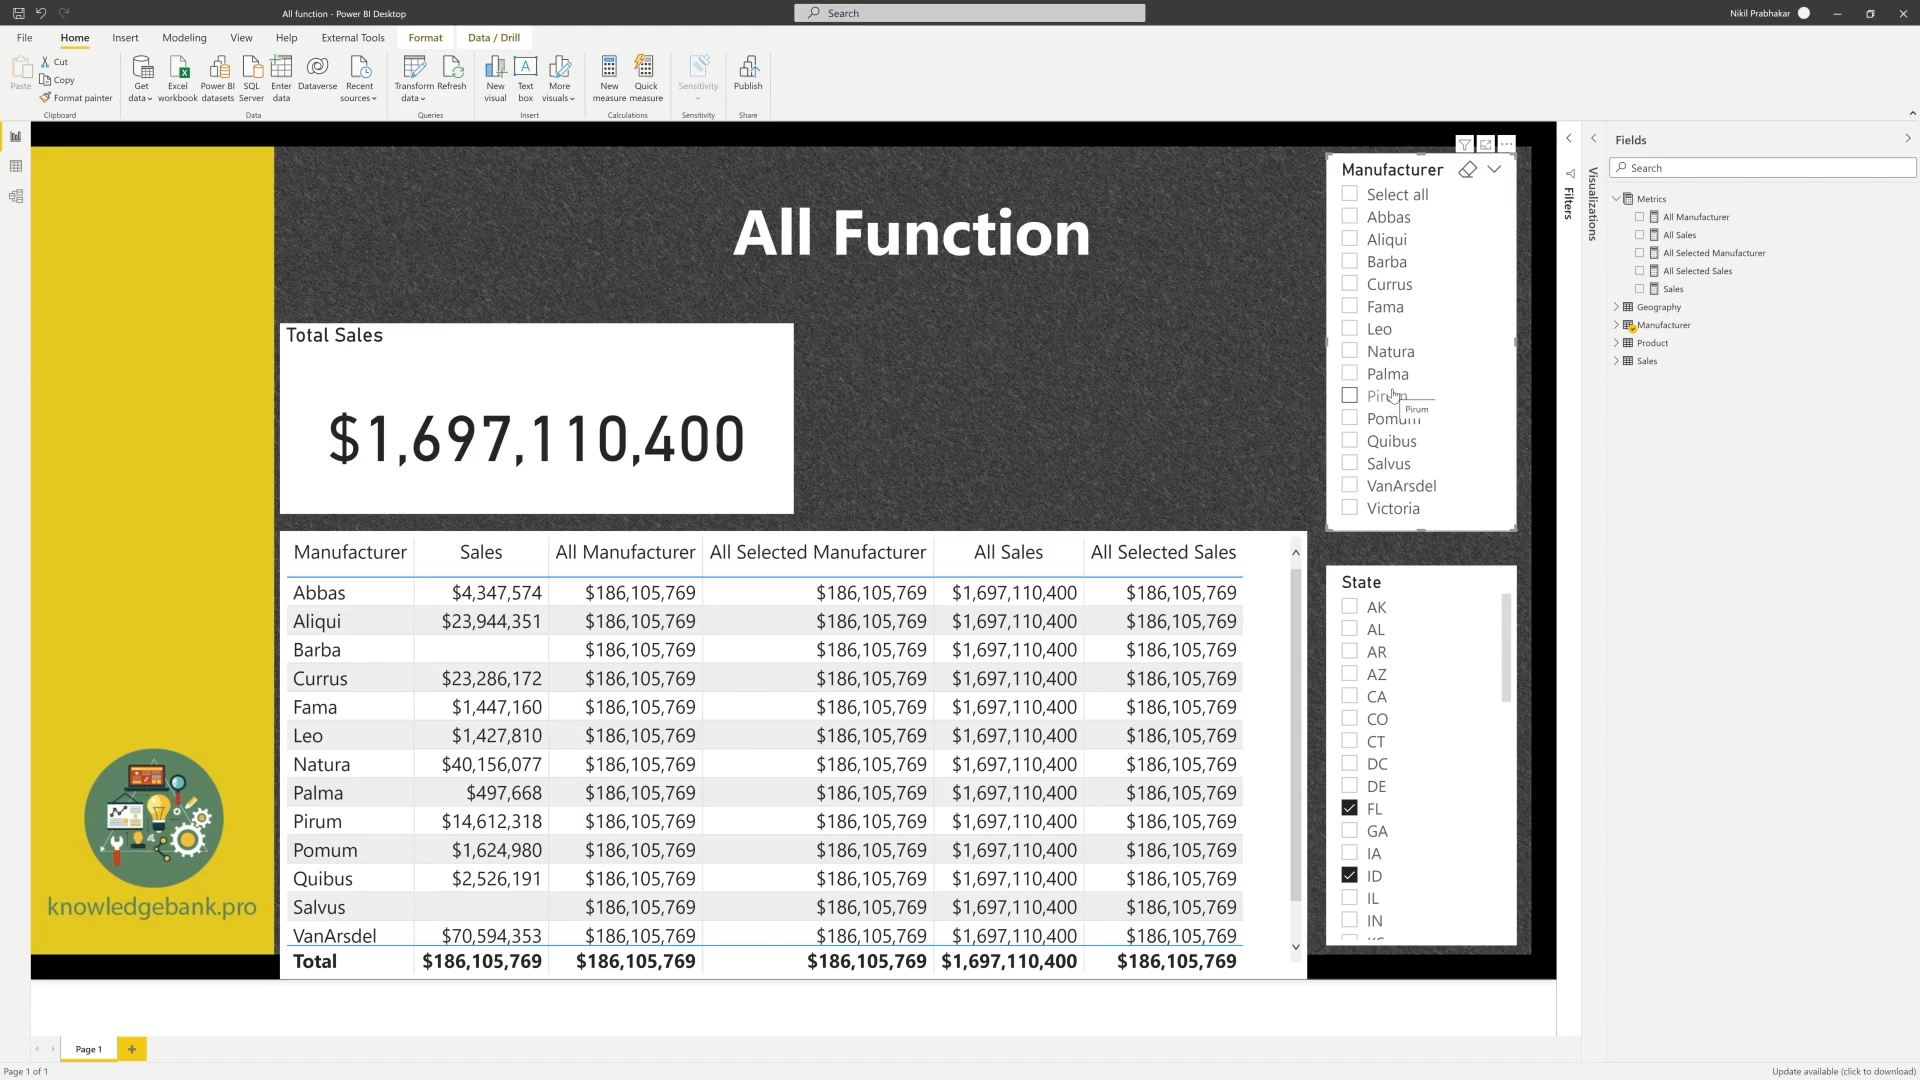 All function - Power BI Desktop
Search
Nikil Prabhakar
File Home Insert Modeling View Help External Tools Format Data / Drill
Paste
Cut
Copy
Format painter
Clipboard
Get data
Excel workbook
Power BI datasets
SQL Server
Enter data
Dataverse
Recent sources
Data
Transform data
Refresh
Queries
New visual
Text box
More visuals
Insert
New measure
Quick measure
Calculations
Sensitivity
Sensitivity
Publish
Share
All Function
Total Sales
$1,697,110,400
Manufacturer
Select all
Abbas
Aliqui
Barba
Currus
Fama
Leo
Natura
Palma
Pirum
Pirum
Pomum
Quibus
Salvus
VanArsdel
Victoria
Manufacturer Sales All Manufacturer All Selected Manufacturer All Sales All Selected Sales
Abbas $4,347,574 $186,105,769 $186,105,769 $1,697,110,400 $186,105,769
Aliqui $23,944,351 $186,105,769 $186,105,769 $1,697,110,400 $186,105,769
Barba $186,105,769 $186,105,769 $1,697,110,400 $186,105,769
Currus $23,286,172 $186,105,769 $186,105,769 $1,697,110,400 $186,105,769
Fama $1,447,160 $186,105,769 $186,105,769 $1,697,110,400 $186,105,769
Leo $1,427,810 $186,105,769 $186,105,769 $1,697,110,400 $186,105,769
Natura $40,156,077 $186,105,769 $186,105,769 $1,697,110,400 $186,105,769
Palma $497,668 $186,105,769 $186,105,769 $1,697,110,400 $186,105,769
Pirum $14,612,318 $186,105,769 $186,105,769 $1,697,110,400 $186,105,769
Pomum $1,624,980 $186,105,769 $186,105,769 $1,697,110,400 $186,105,769
Quibus $2,526,191 $186,105,769 $186,105,769 $1,697,110,400 $186,105,769
Salvus $186,105,769 $186,105,769 $1,697,110,400 $186,105,769
VanArsdel $70,594,353 $186,105,769 $186,105,769 $1,697,110,400 $186,105,769
Total $186,105,769 $186,105,769 $186,105,769 $1,697,110,400 $186,105,769
State
AK
AL
AR
AZ
CA
CO
CT
DC
DE
FL
GA
IA
ID
IL
IN
knowledgebank.pro
Filters
Visualizations
Fields
Search
Metrics
All Manufacturer
All Sales
All Selected Manufacturer
All Selected Sales
Sales
Geography
Manufacturer
Product
Sales
Page 1
Page 1 of 1
Update available (click to download)